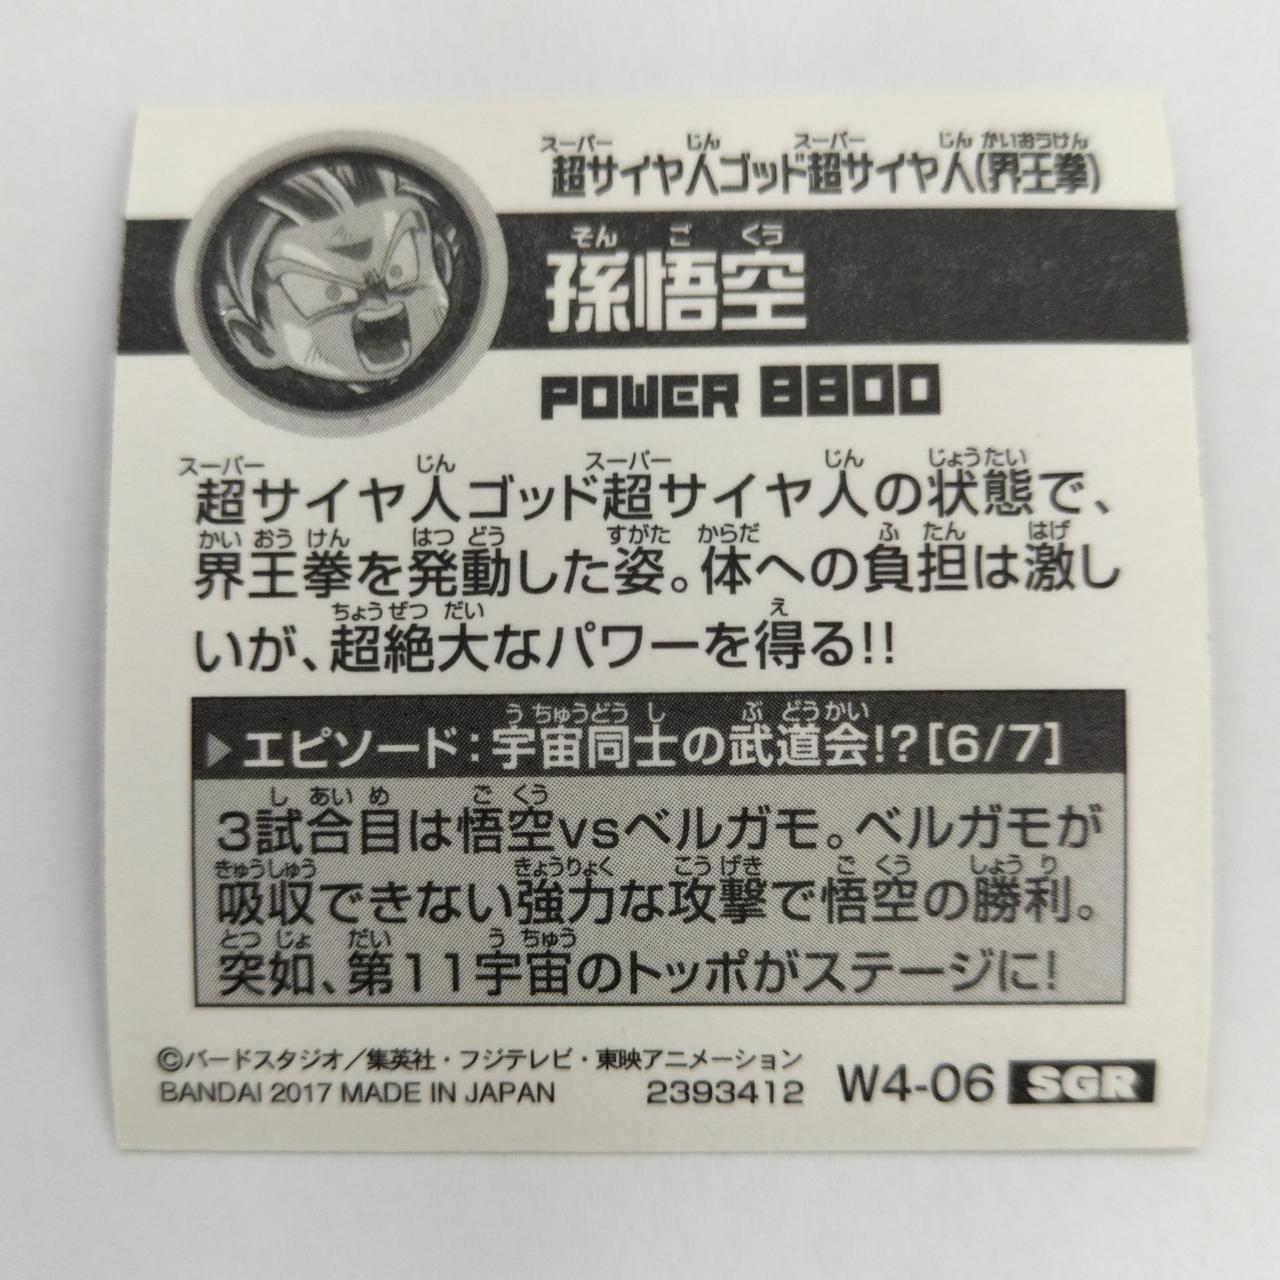 超サイヤ人ゴッド超サイヤ人(界王拳)
孫悟空
POWER 8800
超サイヤ人ゴッド超サイヤ人の状態で、
界王拳を発動した姿。体への負担は激し
いが、超絶大なパワーを得る!!
▶エピソード:宇宙同士の武道会!?[6/7]
3試合目は悟空vsベルガモ。ベルガモが
吸収できない強力な攻撃で悟空の勝利。
突如、第11宇宙のトッポがステージに!
©バードスタジオ/集英社・フジテレビ・東映アニメーション
BANDAI 2017 MADE IN JAPAN 2393412 W4-06 SGR